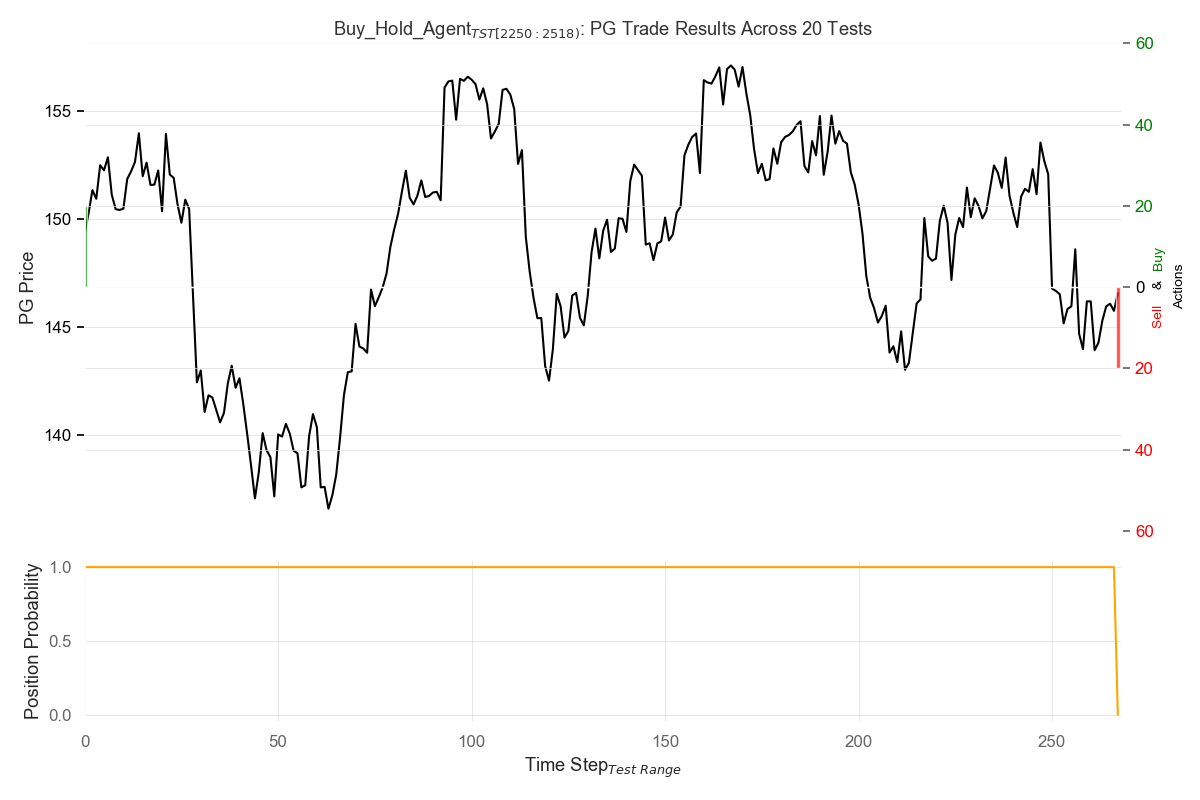 Buy_Hold_Agent TST[2250:2518): PG Trade Results Across 20 Tests
PG Price
155
150
145
140
60
40
20
0
20
40
60
Sell & Buy
Actions
Position Probability
1.0
0.5
0.0
0 50 100 150 200 250
Time Step Test Range